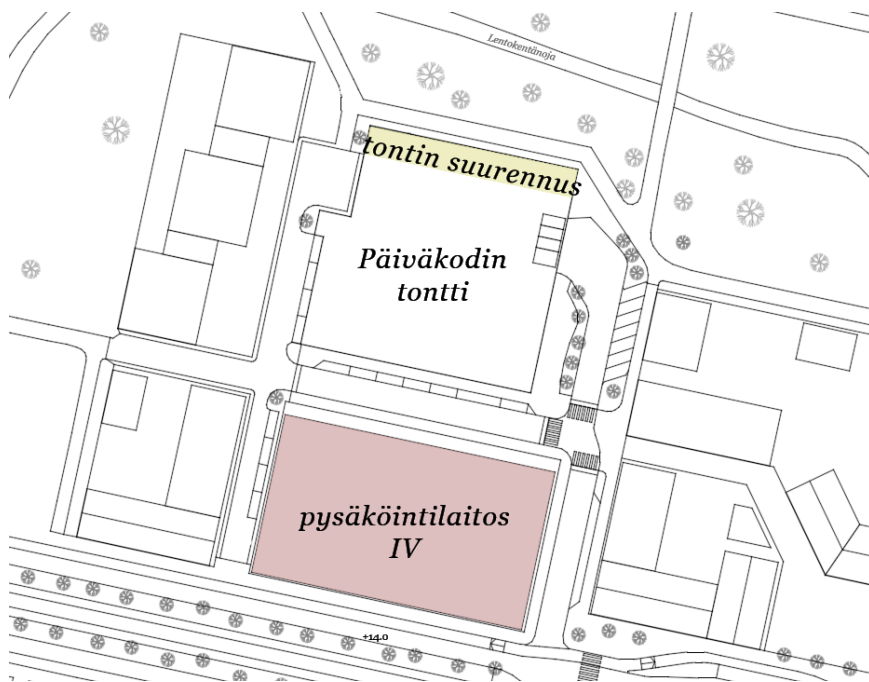 Lentokentänoja
tontin suurennus
Päiväkodin
tontti
pysäköintilaitos
IV
+14.0